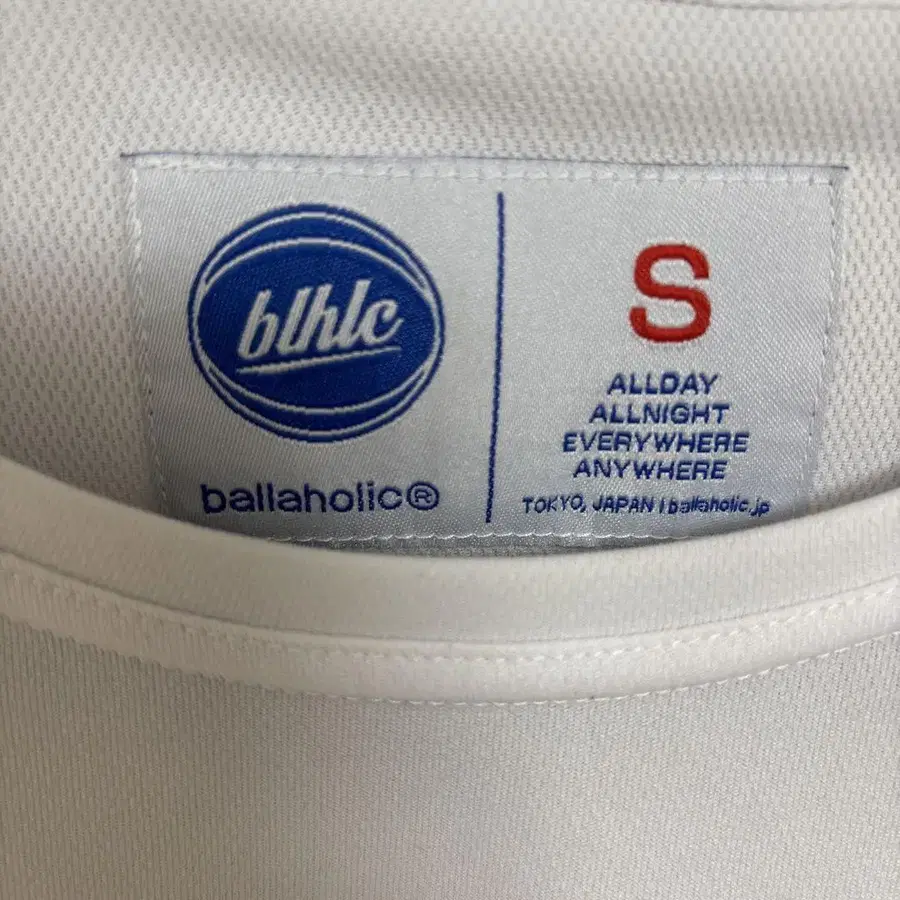 blhlc
ballaholic®
S
ALLDAY
ALLNIGHT
EVERYWHERE
ANYWHERE
TOKYO, JAPAN | ballaholic.jp